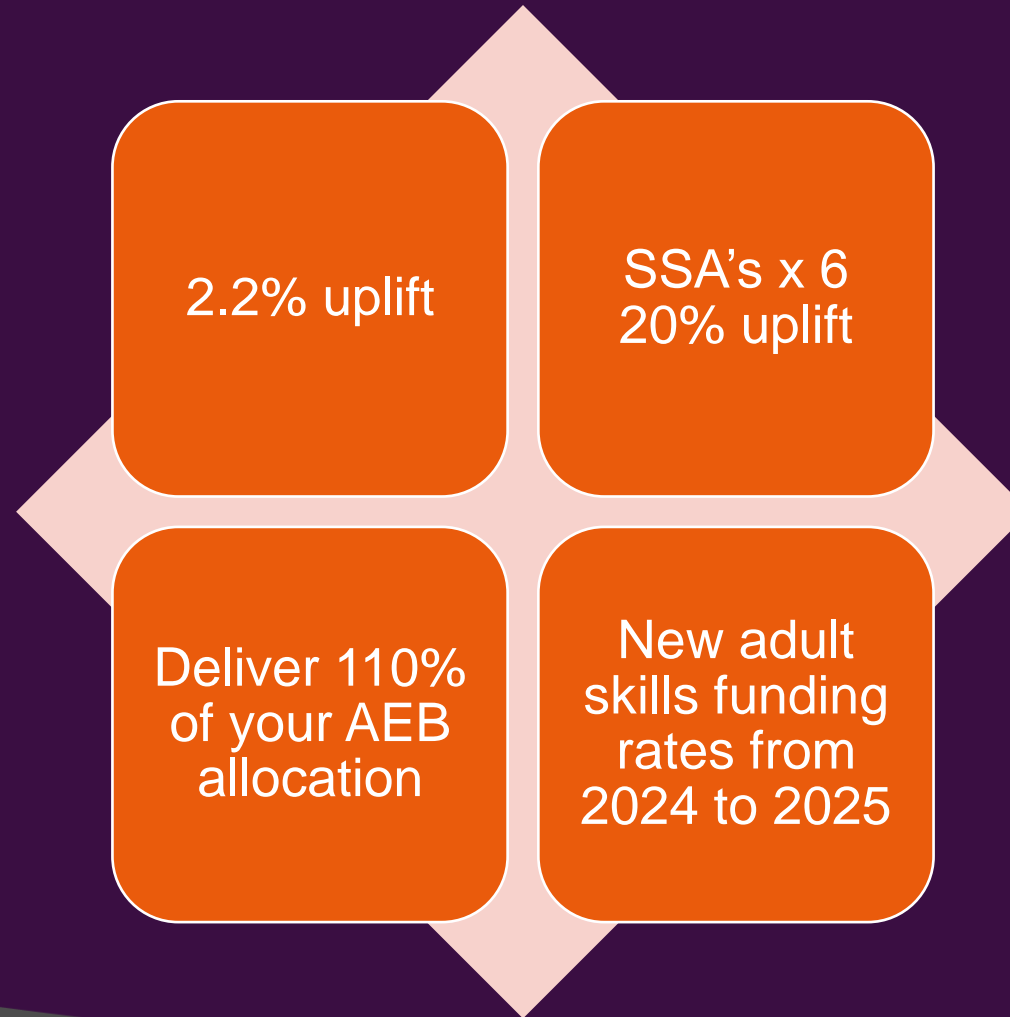 2.2% uplift
SSA’s x 6
20% uplift
Deliver 110%
of your AEB
allocation
New adult
skills funding
rates from
2024 to 2025